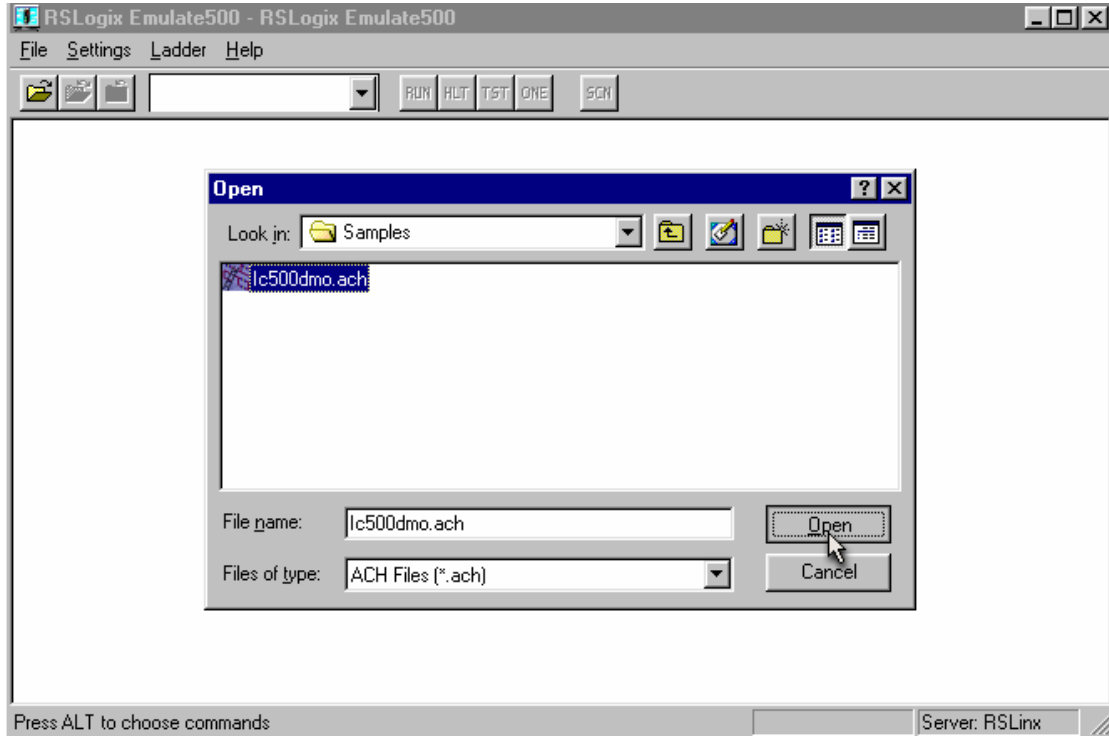 RSLogix Emulate500 - RSLogix Emulate500
File Settings Ladder Help
RUN HLT TST ONE SCN
Open
Look in: Samples
lc500dmo.ach
File name: lc500dmo.ach Open
Files of type: ACH Files (*.ach) Cancel
Press ALT to choose commands Server: RSLinx